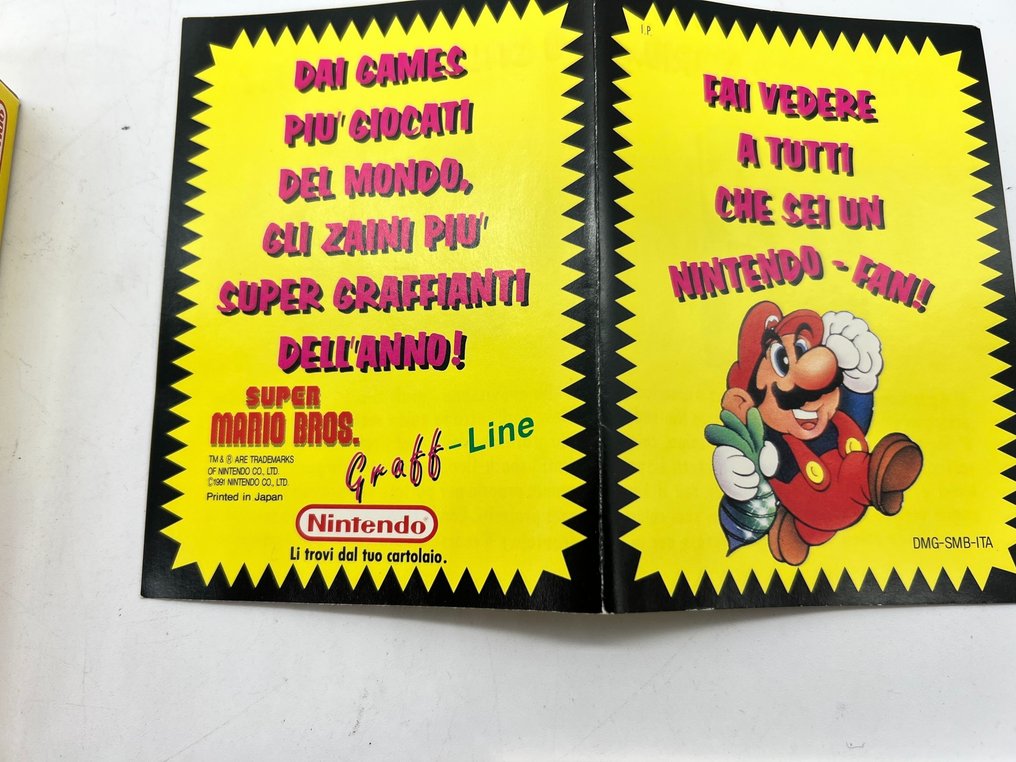 DAI GAMES
PIU' GIOCATI
DEL MONDO,
GLI ZAINI PIU'
SUPER GRAFFIANTI
DELL'ANNO!
SUPER
MARIO BROS.
TM & ® ARE TRADEMARKS
OF NINTENDO CO., LTD.
©1991 NINTENDO CO., LTD.
Printed in Japan
Graff-Line
Nintendo®
Li trovi dal tuo cartolaio.
I.P.
FAI VEDERE
A TUTTI
CHE SEI UN
NINTENDO - FAN!!
DMG-SMB-ITA